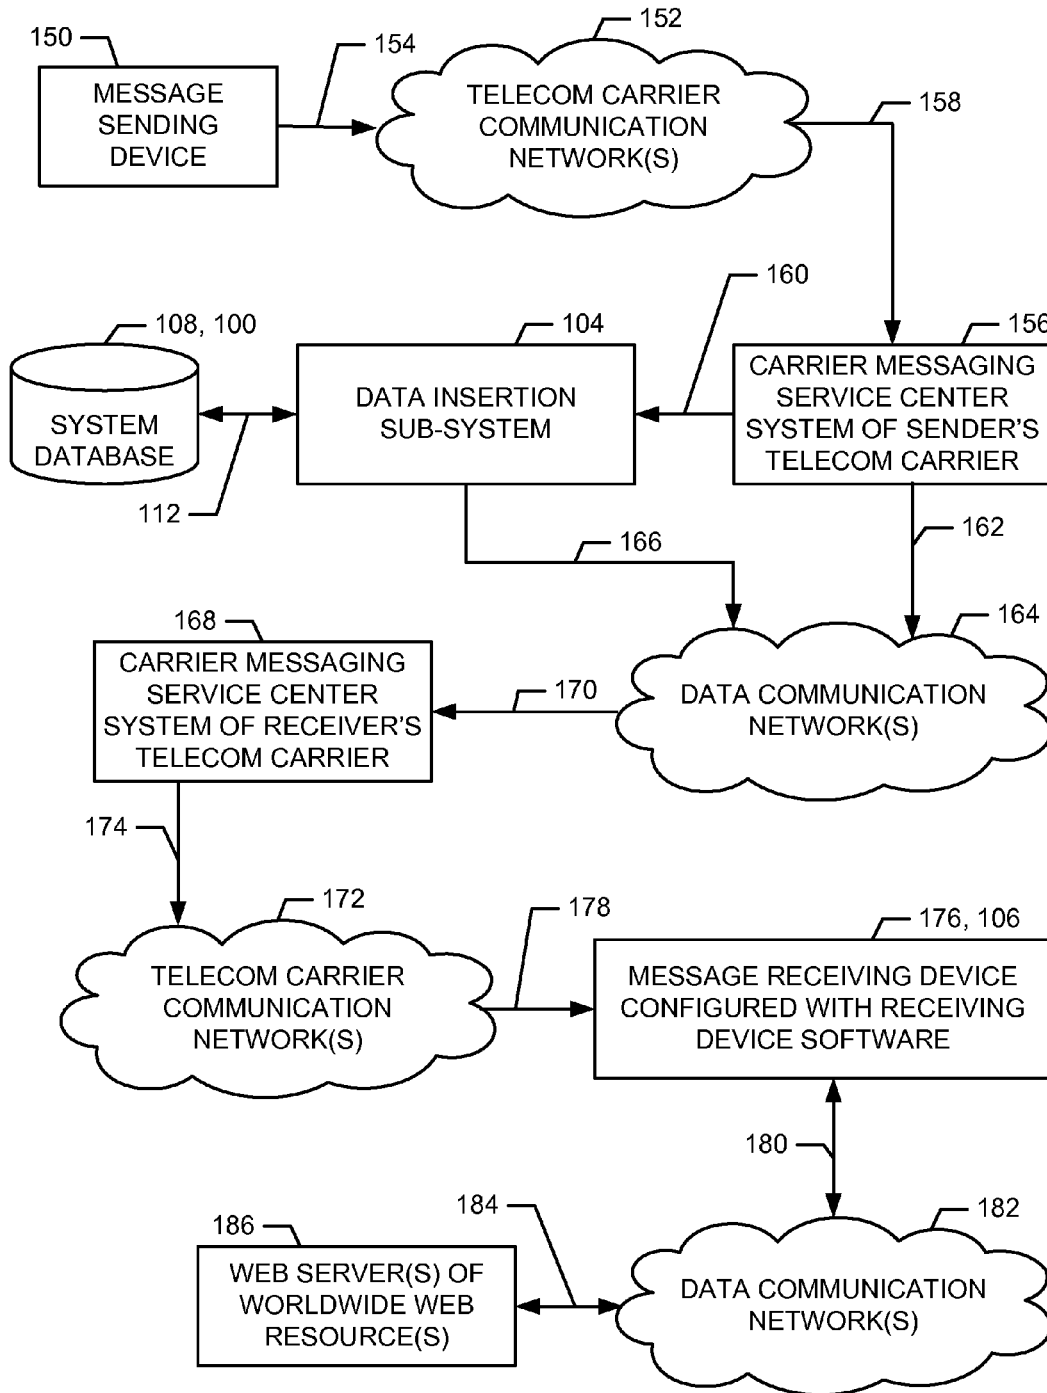 150
154
152
MESSAGE
SENDING
DEVICE
TELECOM CARRIER
COMMUNICATION
NETWORK(S)
158
160
108, 100
104
156
SYSTEM
DATABASE
DATA INSERTION
SUB-SYSTEM
CARRIER MESSAGING
SERVICE CENTER
SYSTEM OF SENDER'S
TELECOM CARRIER
112
166
162
168
164
CARRIER MESSAGING
SERVICE CENTER
SYSTEM OF RECEIVER'S
TELECOM CARRIER
170
DATA COMMUNICATION
NETWORK(S)
174
172
178
176, 106
TELECOM CARRIER
COMMUNICATION
NETWORK(S)
MESSAGE RECEIVING DEVICE
CONFIGURED WITH RECEIVING
DEVICE SOFTWARE
180
186
184
182
WEB SERVER(S) OF
WORLDWIDE WEB
RESOURCE(S)
DATA COMMUNICATION
NETWORK(S)